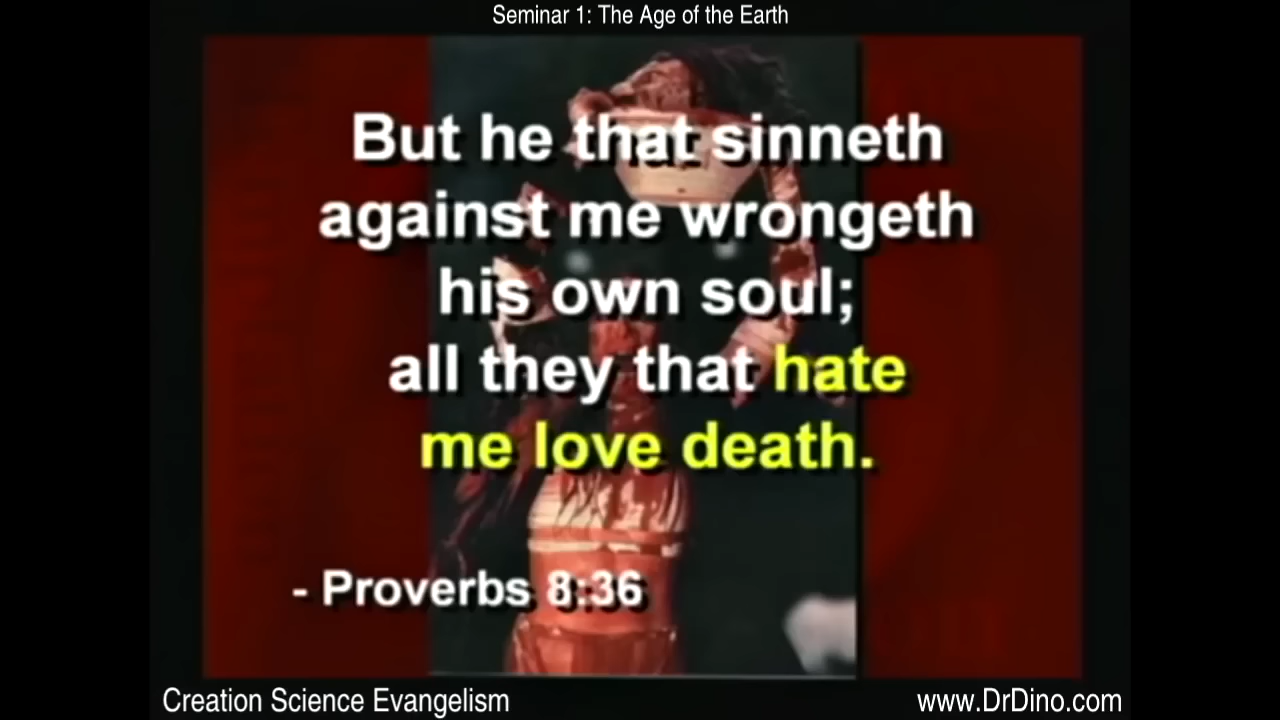 Seminar 1: The Age of the Earth
But he that sinneth
against me wrongeth
his own soul;
all they that hate
me love death.
- Proverbs 8:36
Creation Science Evangelism
www.DrDino.com